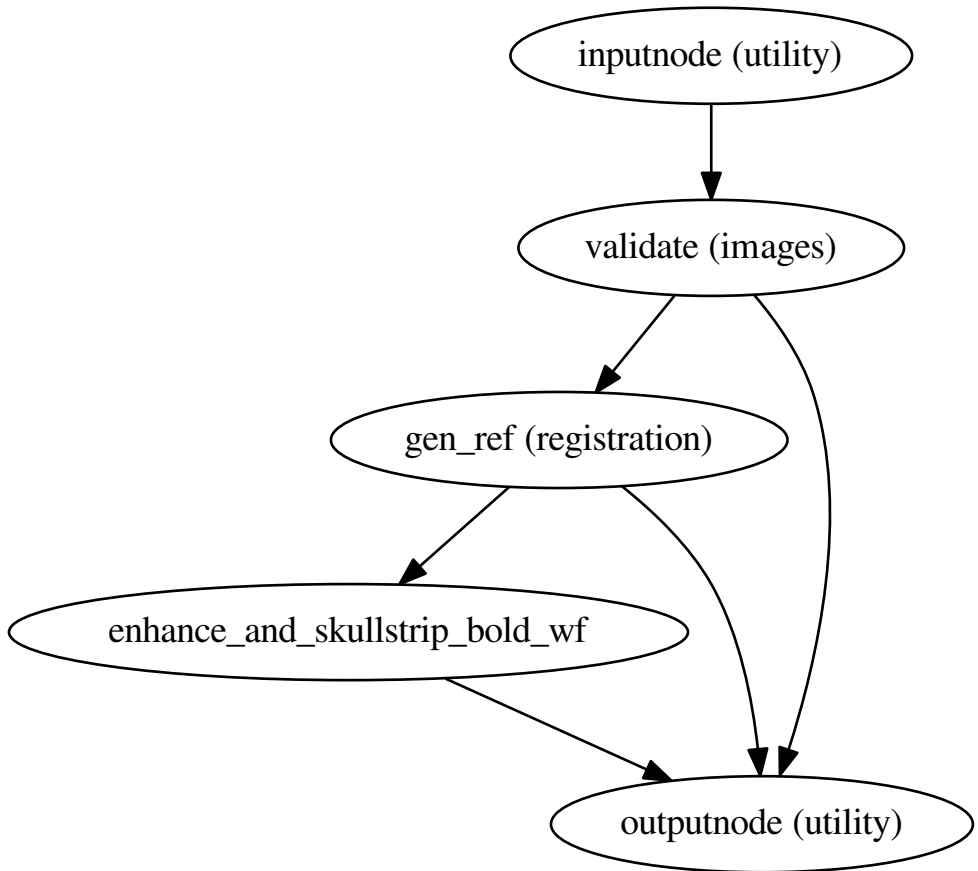 inputnode (utility)
validate (images)
gen_ref (registration)
enhance_and_skullstrip_bold_wf
outputnode (utility)